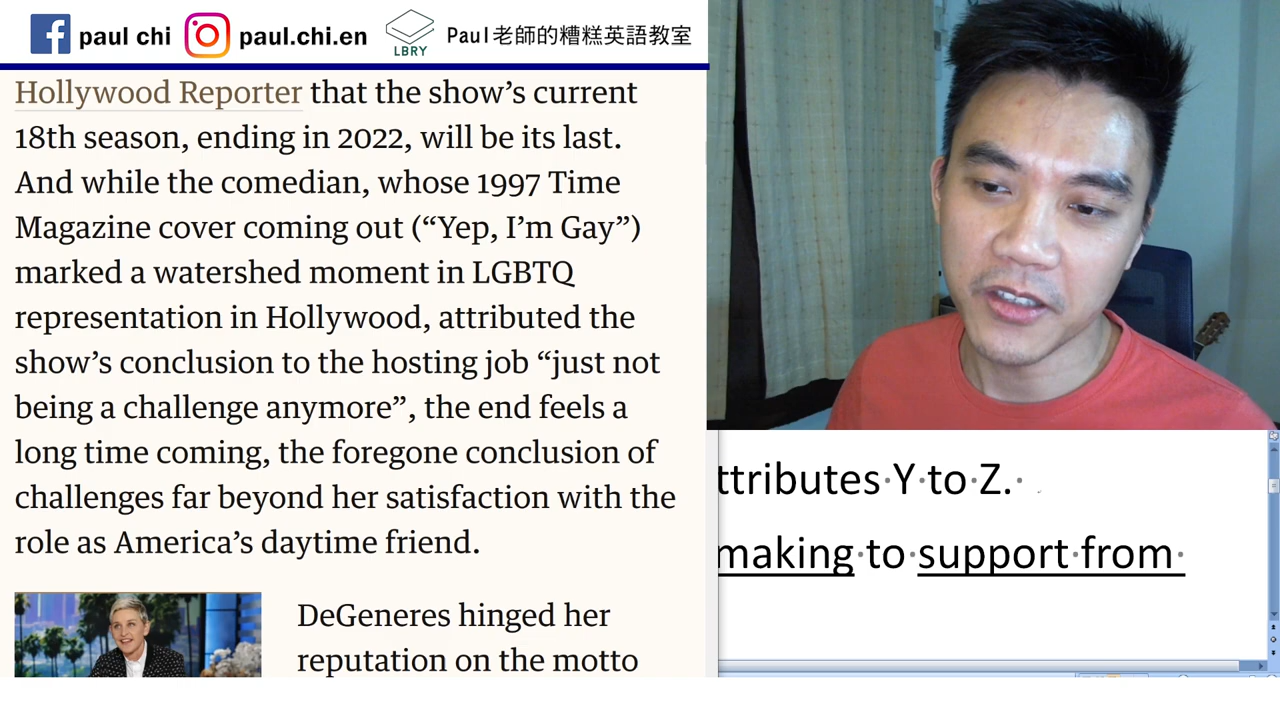 paul chi paul.chi.en LBRY Paul老師的糟糕英語教室
Hollywood Reporter that the show’s current
18th season, ending in 2022, will be its last.
And while the comedian, whose 1997 Time
Magazine cover coming out (“Yep, I’m Gay”)
marked a watershed moment in LGBTQ
representation in Hollywood, attributed the
show’s conclusion to the hosting job “just not
being a challenge anymore”, the end feels a
long time coming, the foregone conclusion of
challenges far beyond her satisfaction with the
role as America’s daytime friend.
DeGeneres hinged her
reputation on the motto
ttributes Y to Z.
making to support from